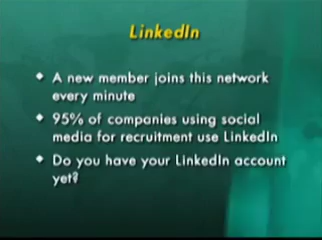 LinkedIn
A new member joins this network
every minute
95% of companies using social
media for recruitment use LinkedIn
Do you have your LinkedIn account
yet?